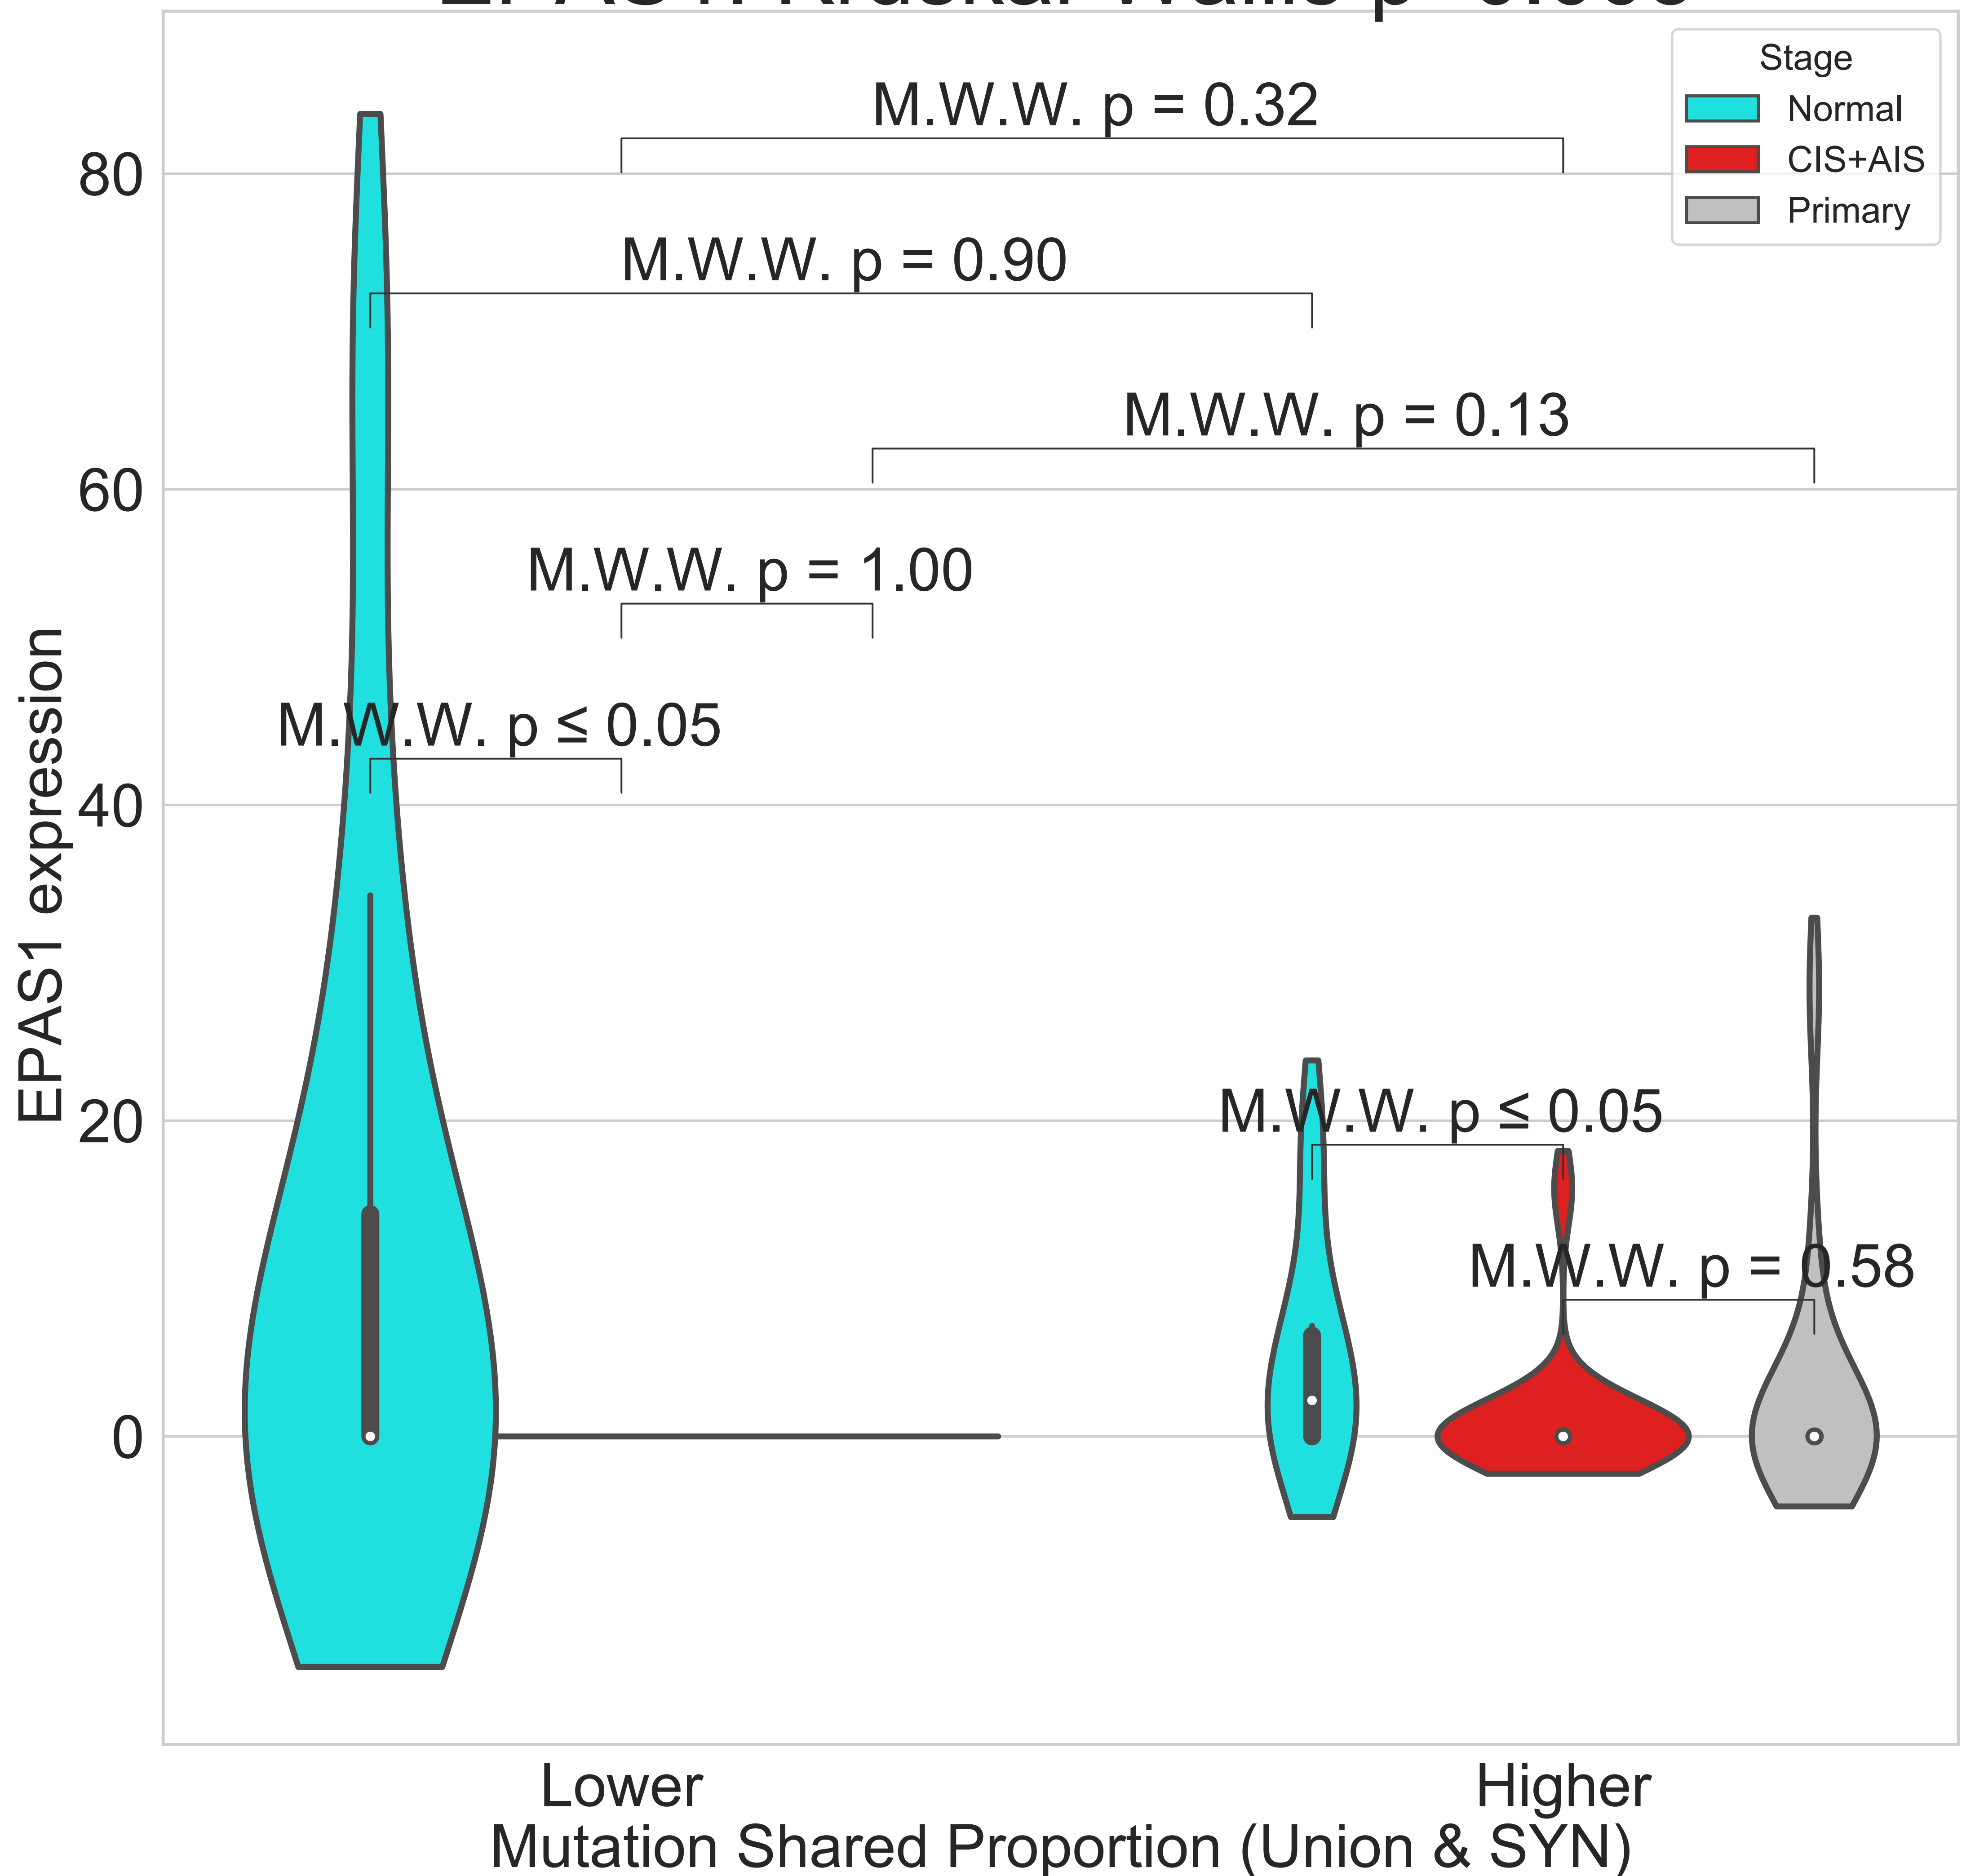 Stage
Normal
CIS+AIS
Primary
M.W.W. p = 0.32
M.W.W. p = 0.90
M.W.W. p = 0.13
M.W.W. p = 1.00
M.W.W. p ≤ 0.05
M.W.W. p ≤ 0.05
M.W.W. p = 0.58
80
60
40
20
0
EPAS1 expression
Lower
Higher
Mutation Shared Proportion (Union & SYN)